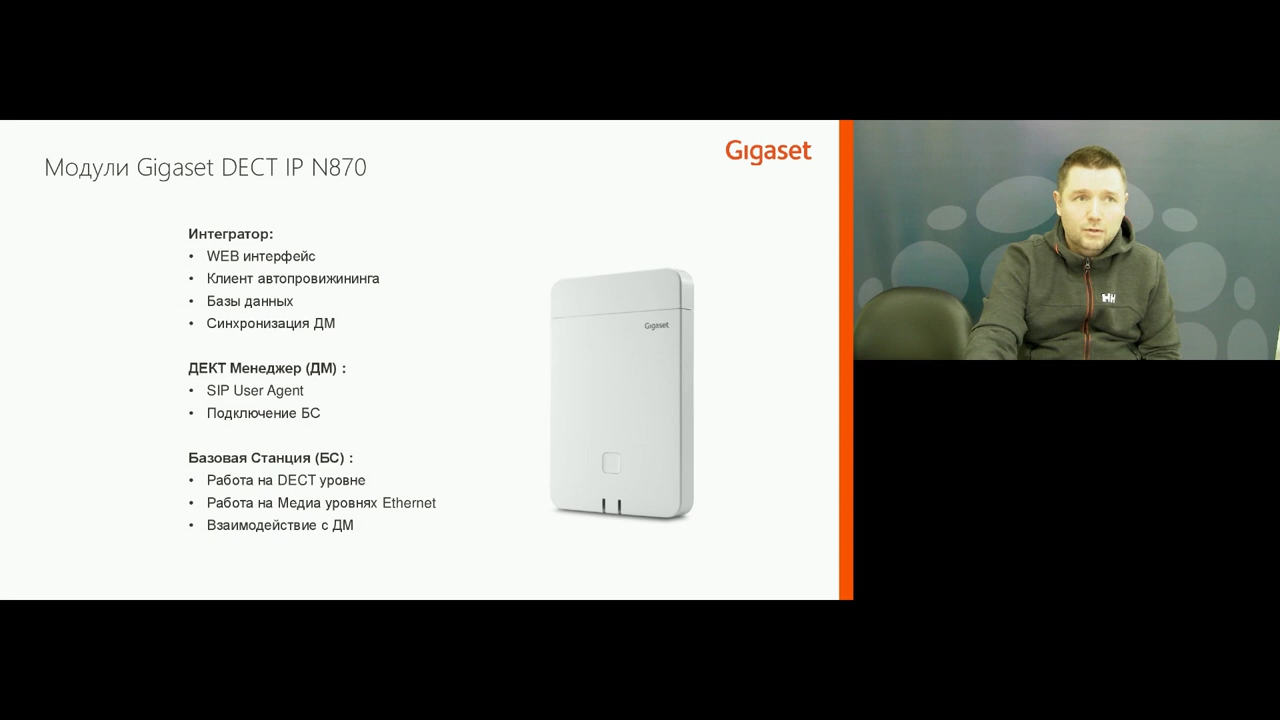 Модули Gigaset DECT IP N870
Gigaset
Интегратор:
• WEB интерфейс
• Клиент автопровижининга
• Базы данных
• Синхронизация ДМ
ДЕКТ Менеджер (ДМ) :
• SIP User Agent
• Подключение БС
Базовая Станция (БС) :
• Работа на DECT уровне
• Работа на Медиа уровнях Ethernet
• Взаимодействие с ДМ
Gigaset
HH